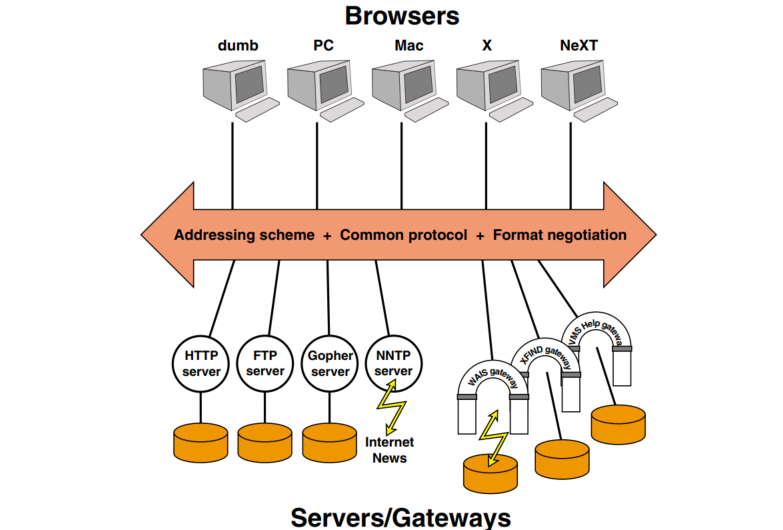 Browsers
dumb PC Mac X NeXT
Addressing scheme + Common protocol + Format negotiation
HTTP server
FTP server
Gopher server
NNTP server
Internet News
WAIS gateway
XFIND gateway
VMS Help gateway
Servers/Gateways